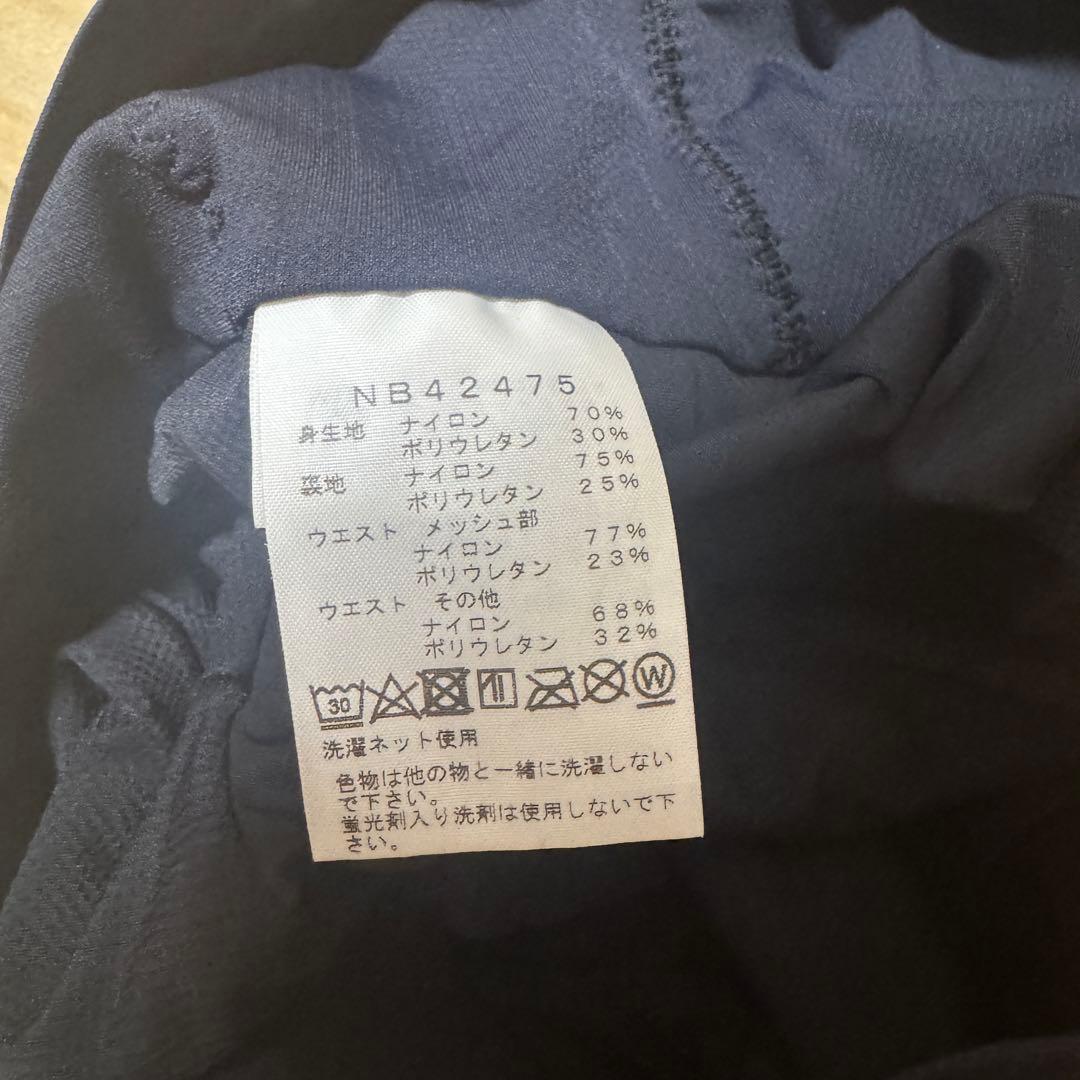 NB42475
身生地 ナイロン 70%
ポリウレタン 30%
裏地 ナイロン 75%
ポリウレタン 25%
ウエスト メッシュ部
ナイロン 77%
ポリウレタン 23%
ウエスト その他
ナイロン 68%
ポリウレタン 32%
30 W
洗濯ネット使用
色物は他の物と一緒に洗濯しない
で下さい。
蛍光剤入り洗剤は使用しないで下
さい。